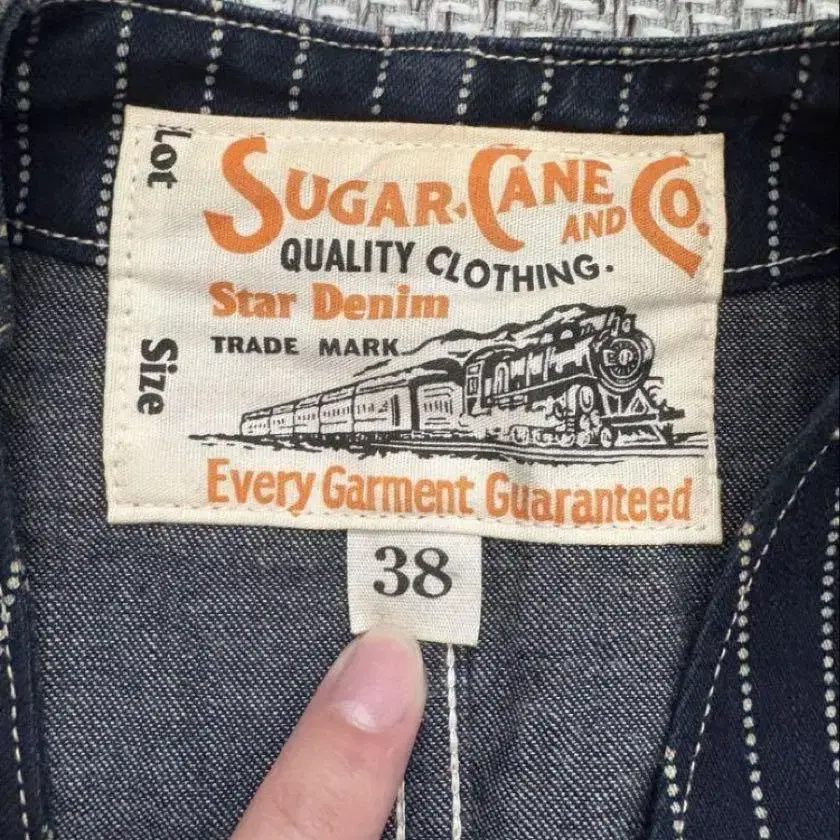 Lot
SUGAR CANE AND CO.
QUALITY CLOTHING.
Star Denim
TRADE MARK
Size
Every Garment Guaranteed
38